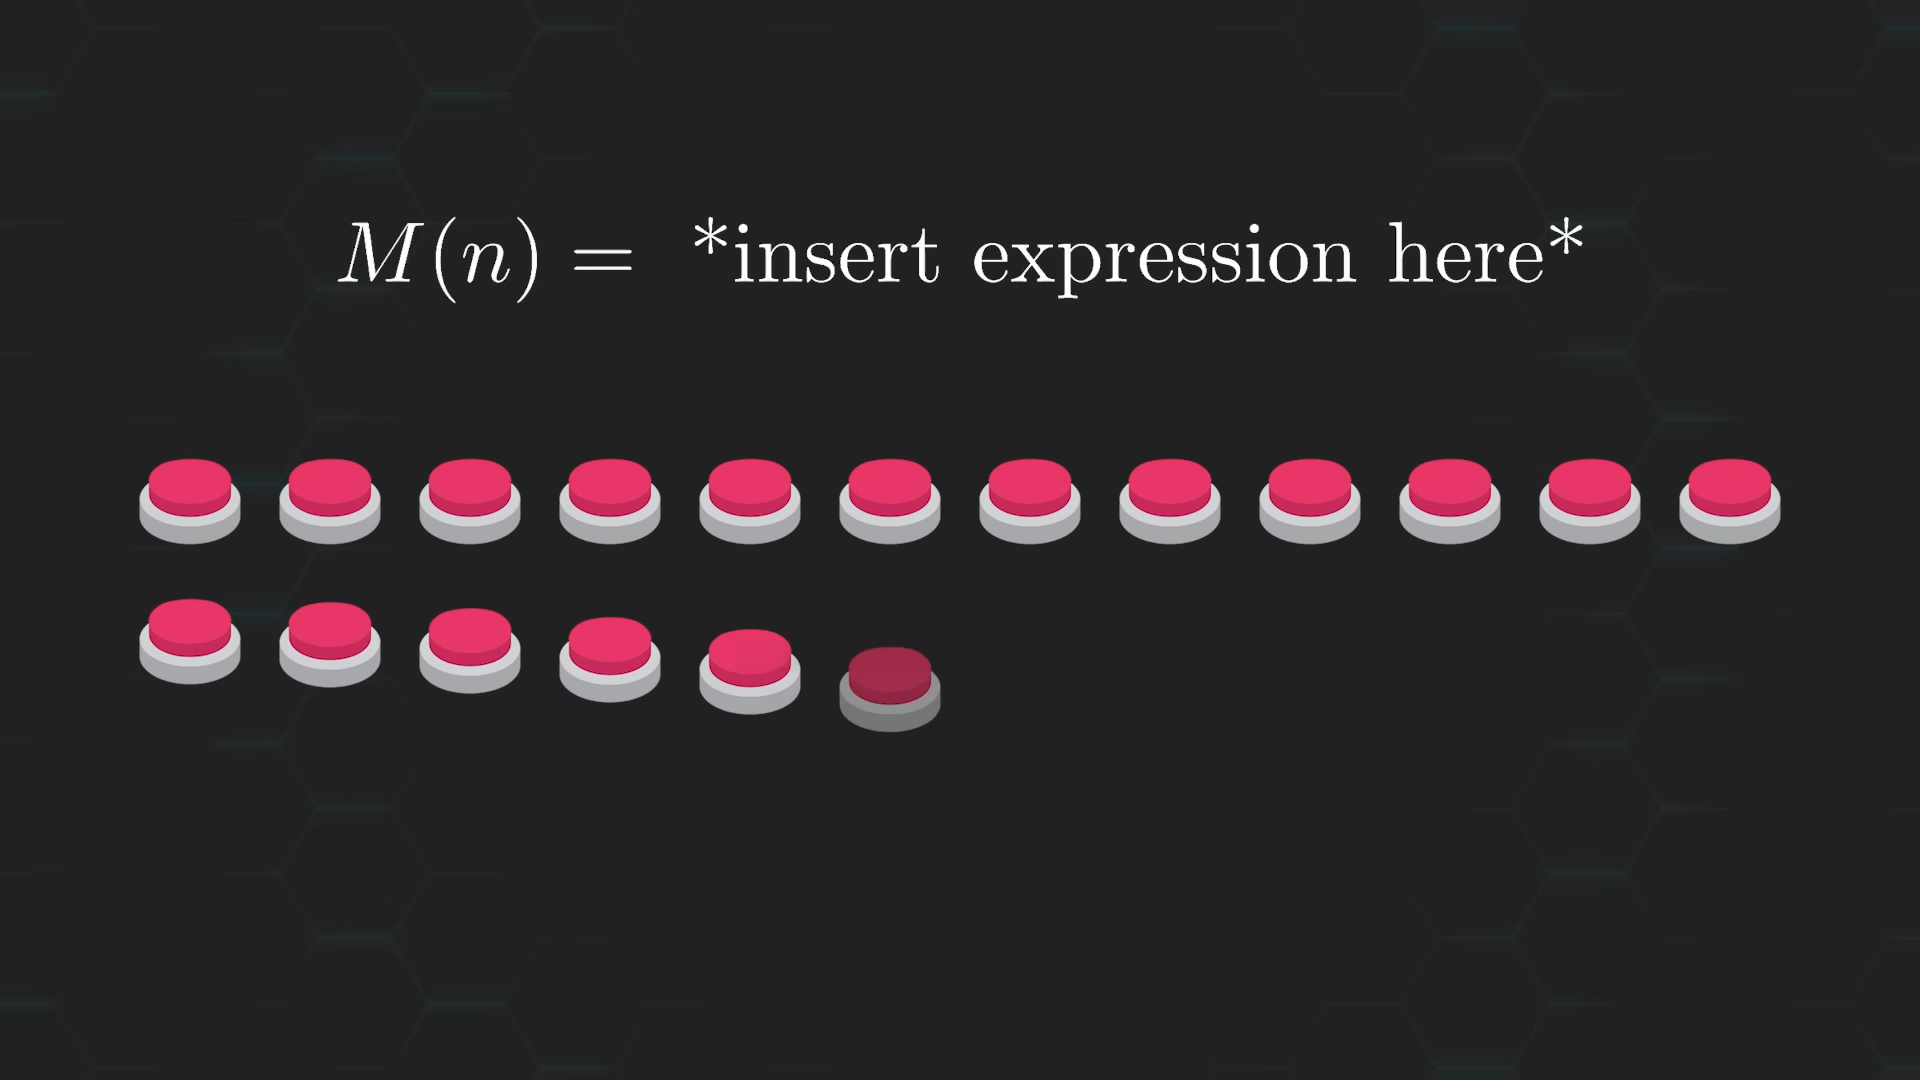 M(n) = *insert expression here*